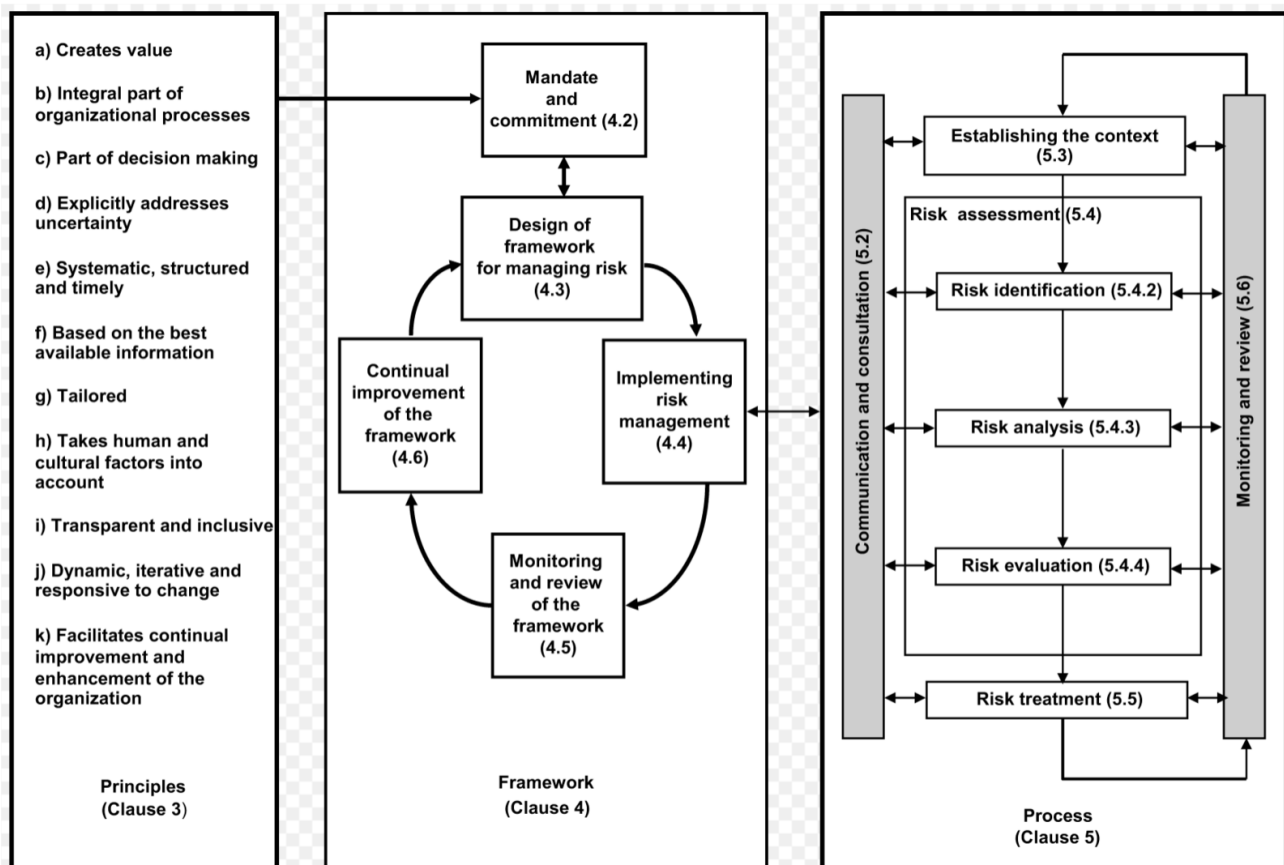 a) Creates value
b) Integral part of
organizational processes
c) Part of decision making
d) Explicitly addresses
uncertainty
e) Systematic, structured
and timely
f) Based on the best
available information
g) Tailored
h) Takes human and
cultural factors into
account
i) Transparent and inclusive
j) Dynamic, iterative and
responsive to change
k) Facilitates continual
improvement and
enhancement of the
organization
Principles
(Clause 3)
Mandate
and
commitment (4.2)
Design of
framework
for managing risk
(4.3)
Implementing
risk
management
(4.4)
Monitoring
and review
of the
framework
(4.5)
Continual
improvement
of the
framework
(4.6)
Framework
(Clause 4)
Communication and consultation (5.2)
Establishing the context
(5.3)
Risk assessment (5.4)
Risk identification (5.4.2)
Risk analysis (5.4.3)
Risk evaluation (5.4.4)
Risk treatment (5.5)
Monitoring and review (5.6)
Process
(Clause 5)